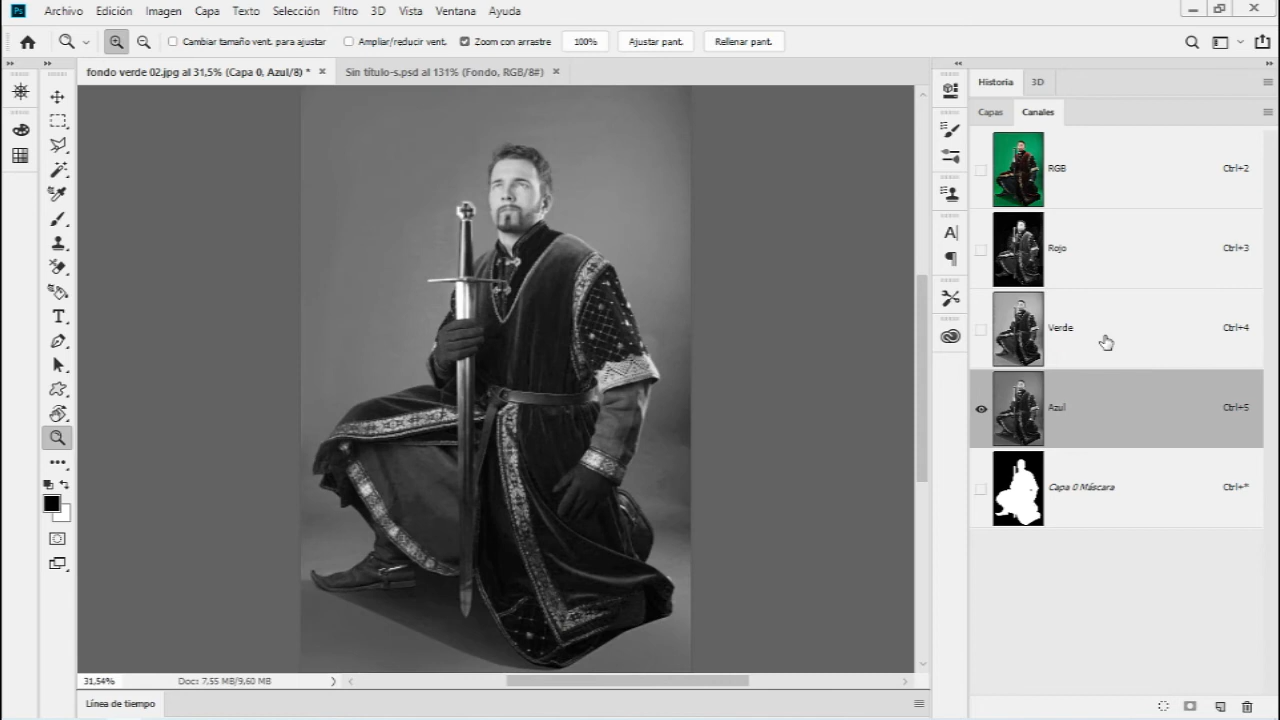 Ps Archivo Edición Imagen Capa Texto Selección Filtro 3D Vista Ventana Ayuda
Cambiar tamaño vent. para ajustar Ampliar/reducir vent. Zoom con arrastre 100% Ajustar pant. Rellenar pant.
fondo verde 02.jpg al 31,5% (Capa 0, Azul/8) * × Sin título-s.psd al 131% (Fondo, RGB/8#) ×
Historia 3D
Capas Canales
RGB Ctrl+2
Rojo Ctrl+3
Verde Ctrl+4
Azul Ctrl+5
Capa 0 Máscara Ctrl+*
31,54% Doc: 7,55 MB/9,60 MB
Línea de tiempo